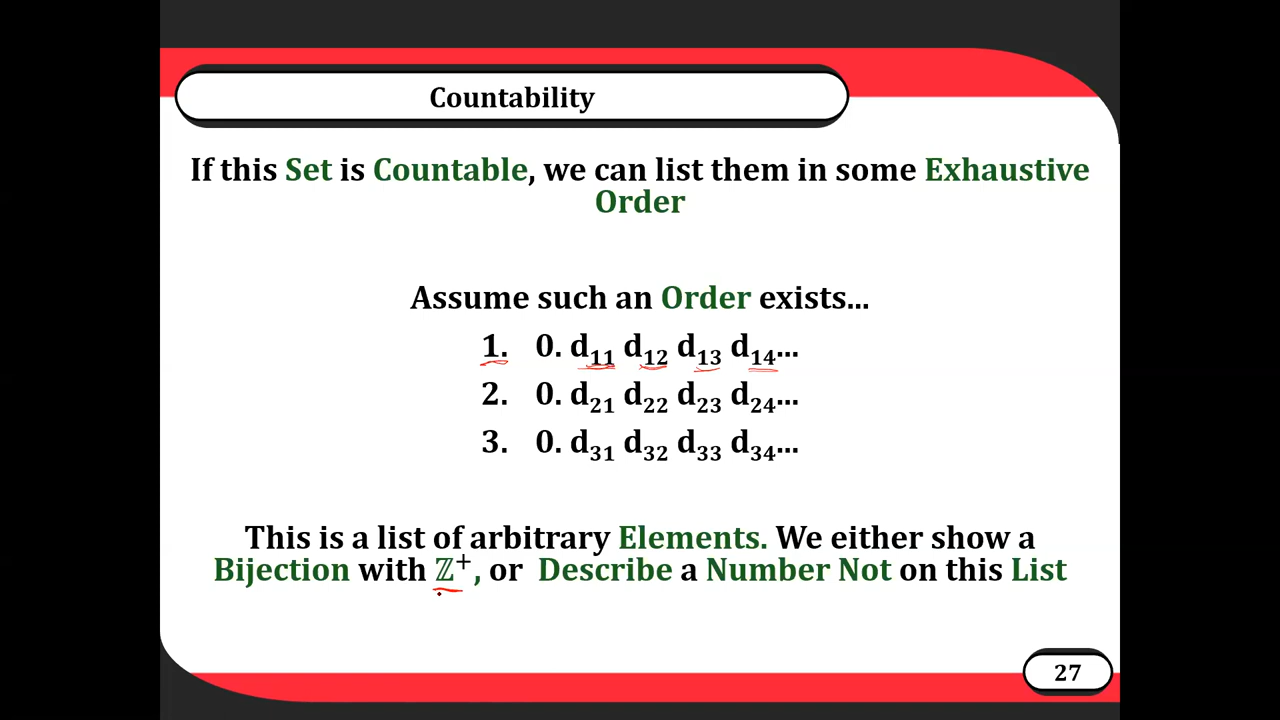 Countability
If this Set is Countable, we can list them in some Exhaustive
Order
Assume such an Order exists...
1. 0. d₁₁ d₁₂ d₁₃ d₁₄...
2. 0. d₂₁ d₂₂ d₂₃ d₂₄...
3. 0. d₃₁ d₃₂ d₃₃ d₃₄...
This is a list of arbitrary Elements. We either show a
Bijection with ℤ⁺, or Describe a Number Not on this List
27